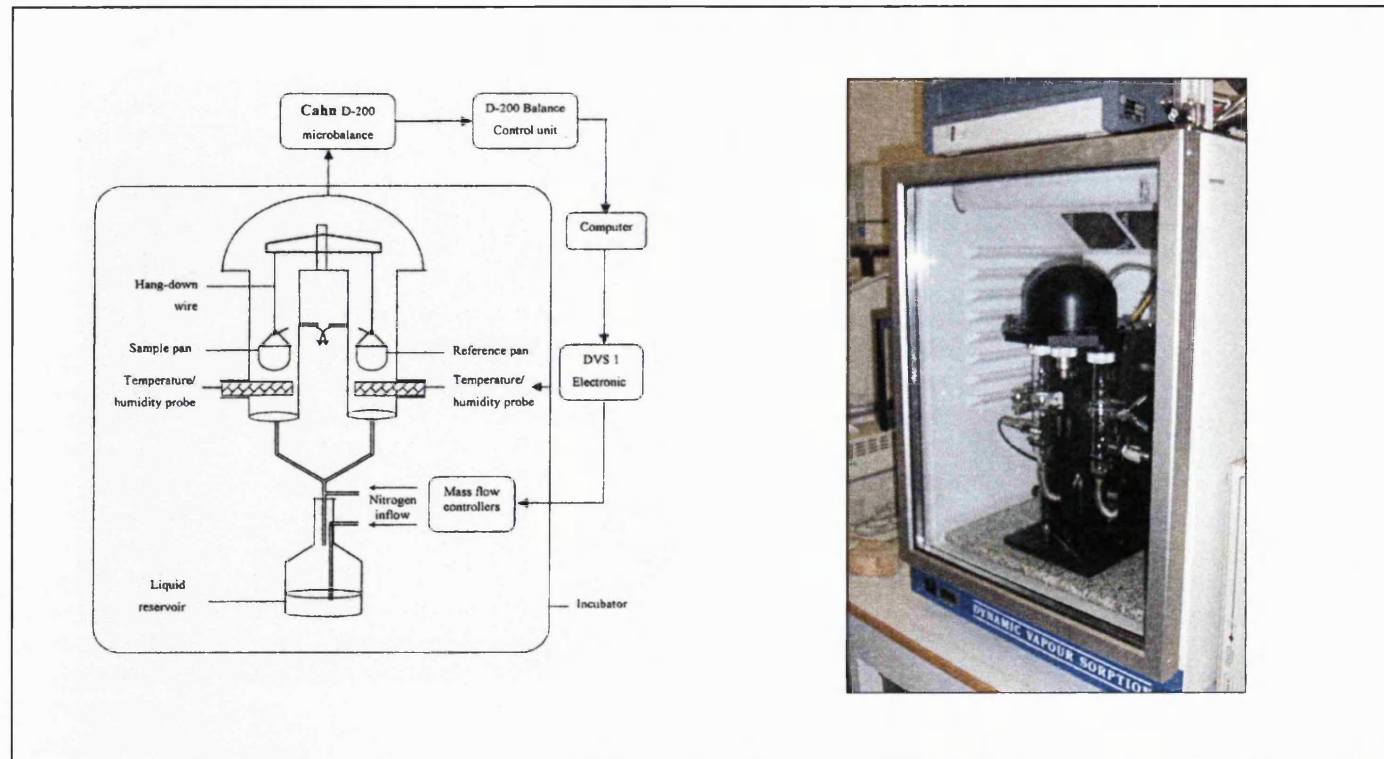 Cahn D-200
microbalance
D-200 Balance
Control unit
Computer
Hang-down
wire
Sample pan
Reference pan
DVS 1
Electronic
Temperature/
humidity probe
Temperature/
humidity probe
Nitrogen
inflow
Mass flow
controllers
Liquid
reservoir
Incubator
DYNAMIC VAPOUR SORPTION